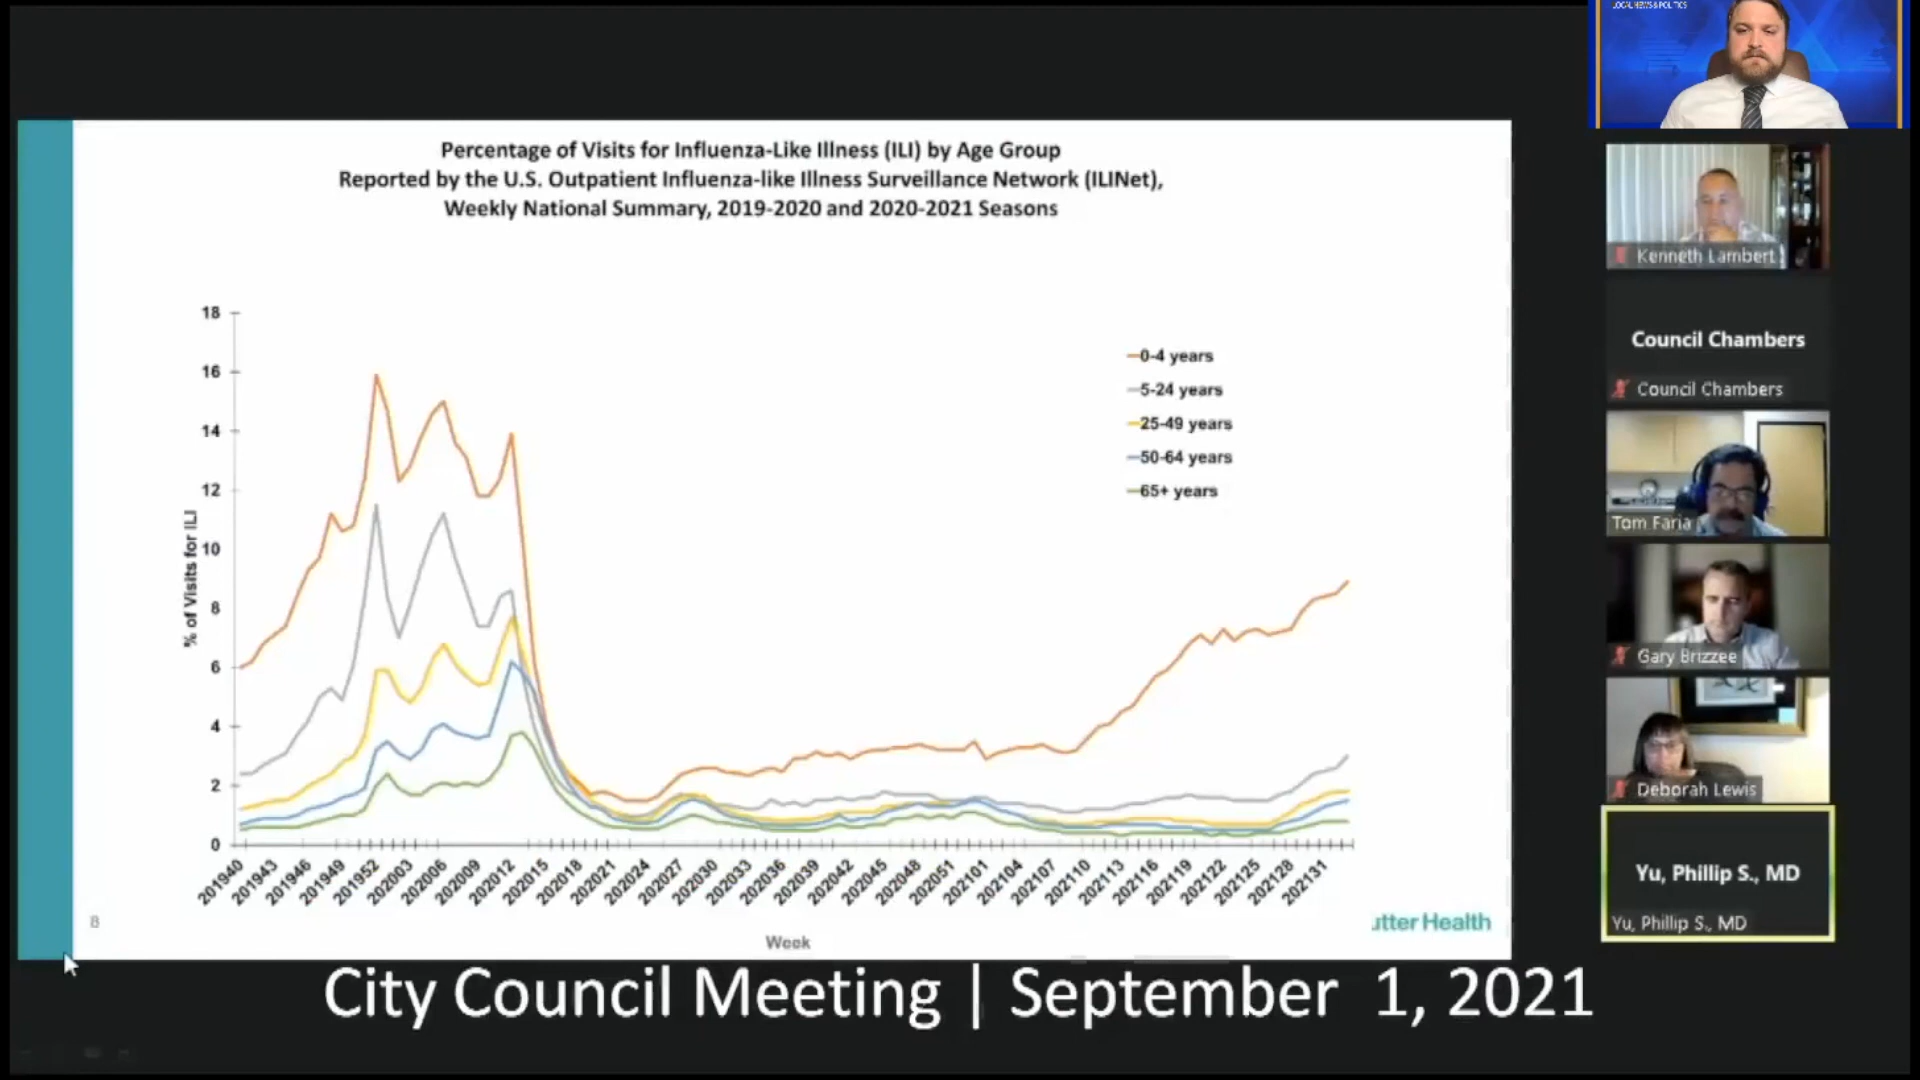 LOCAL NEWS & POLITICS
Percentage of Visits for Influenza-Like Illness (ILI) by Age Group
Reported by the U.S. Outpatient Influenza-like Illness Surveillance Network (ILINet),
Weekly National Summary, 2019-2020 and 2020-2021 Seasons
18
16
14
12
10
8
6
4
2
0
% of Visits for ILI
0-4 years
5-24 years
25-49 years
50-64 years
65+ years
201940
201943
201946
201949
201952
202003
202006
202009
202012
202015
202018
202021
202024
202027
202030
202033
202036
202039
202042
202045
202048
202051
202101
202104
202107
202110
202113
202116
202119
202122
202125
202128
202131
Week
8
utter Health
Kenneth Lambert
Council Chambers
Council Chambers
Tom Faria
Gary Brizzee
Deborah Lewis
Yu, Phillip S., MD
Yu, Phillip S., MD
City Council Meeting | September 1, 2021